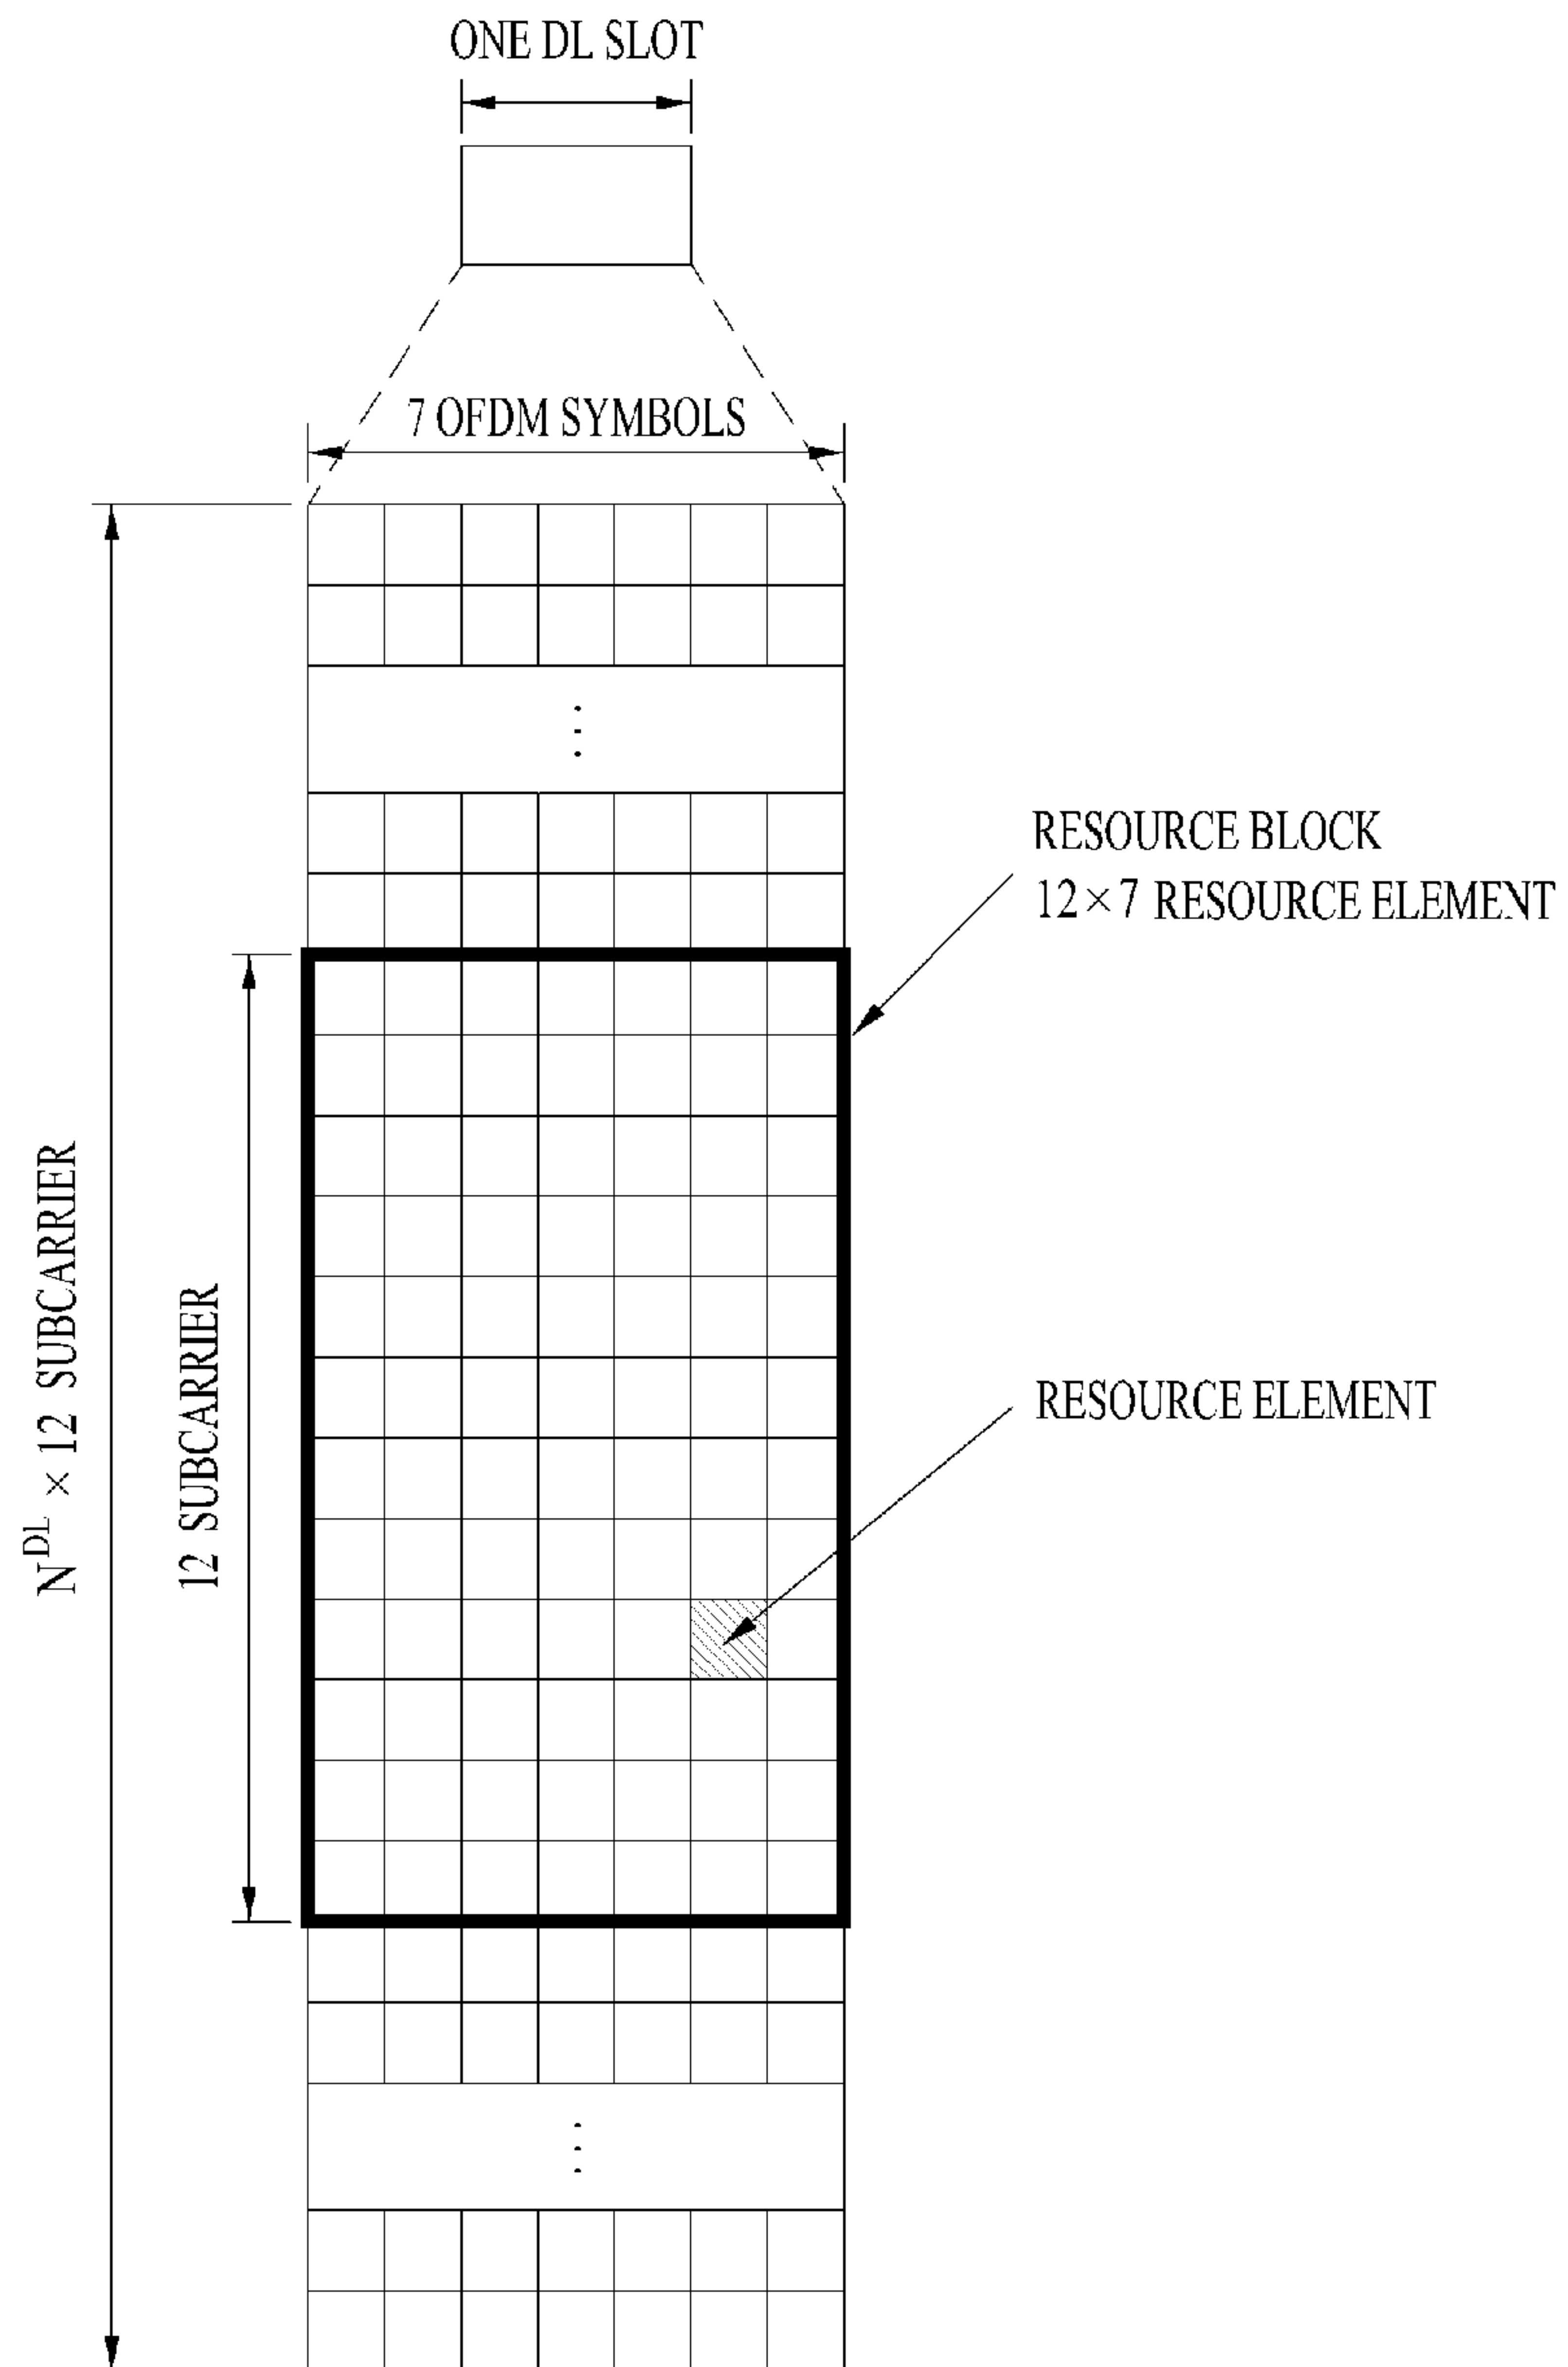 ONE DL SLOT
7 OFDM SYMBOLS
RESOURCE BLOCK
12×7 RESOURCE ELEMENT
N^DL × 12 SUBCARRIER
12 SUBCARRIER
RESOURCE ELEMENT